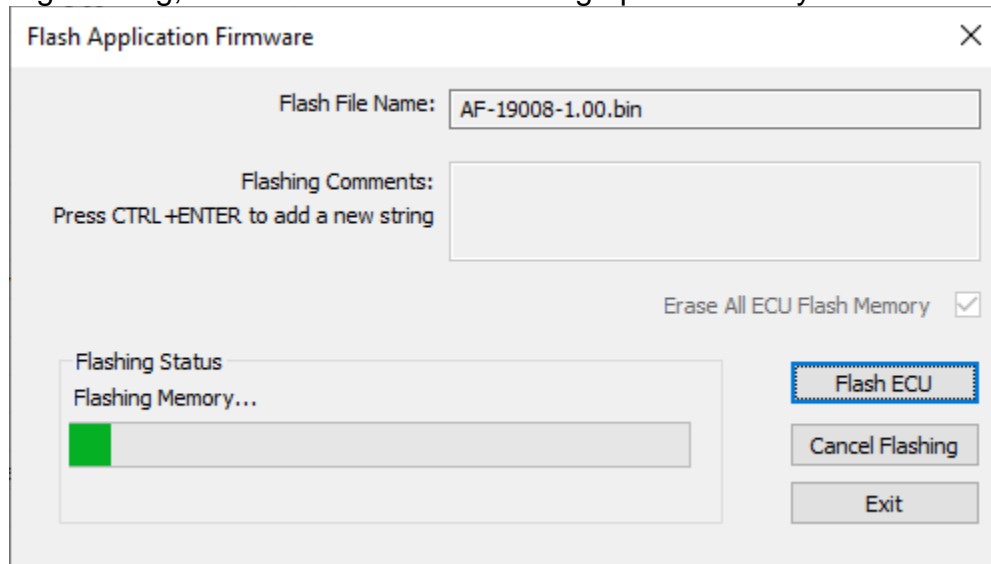 Flash Application Firmware
Flash File Name: AF-19008-1.00.bin
Flashing Comments:
Press CTRL+ENTER to add a new string
Erase All ECU Flash Memory
Flashing Status
Flashing Memory...
Flash ECU
Cancel Flashing
Exit